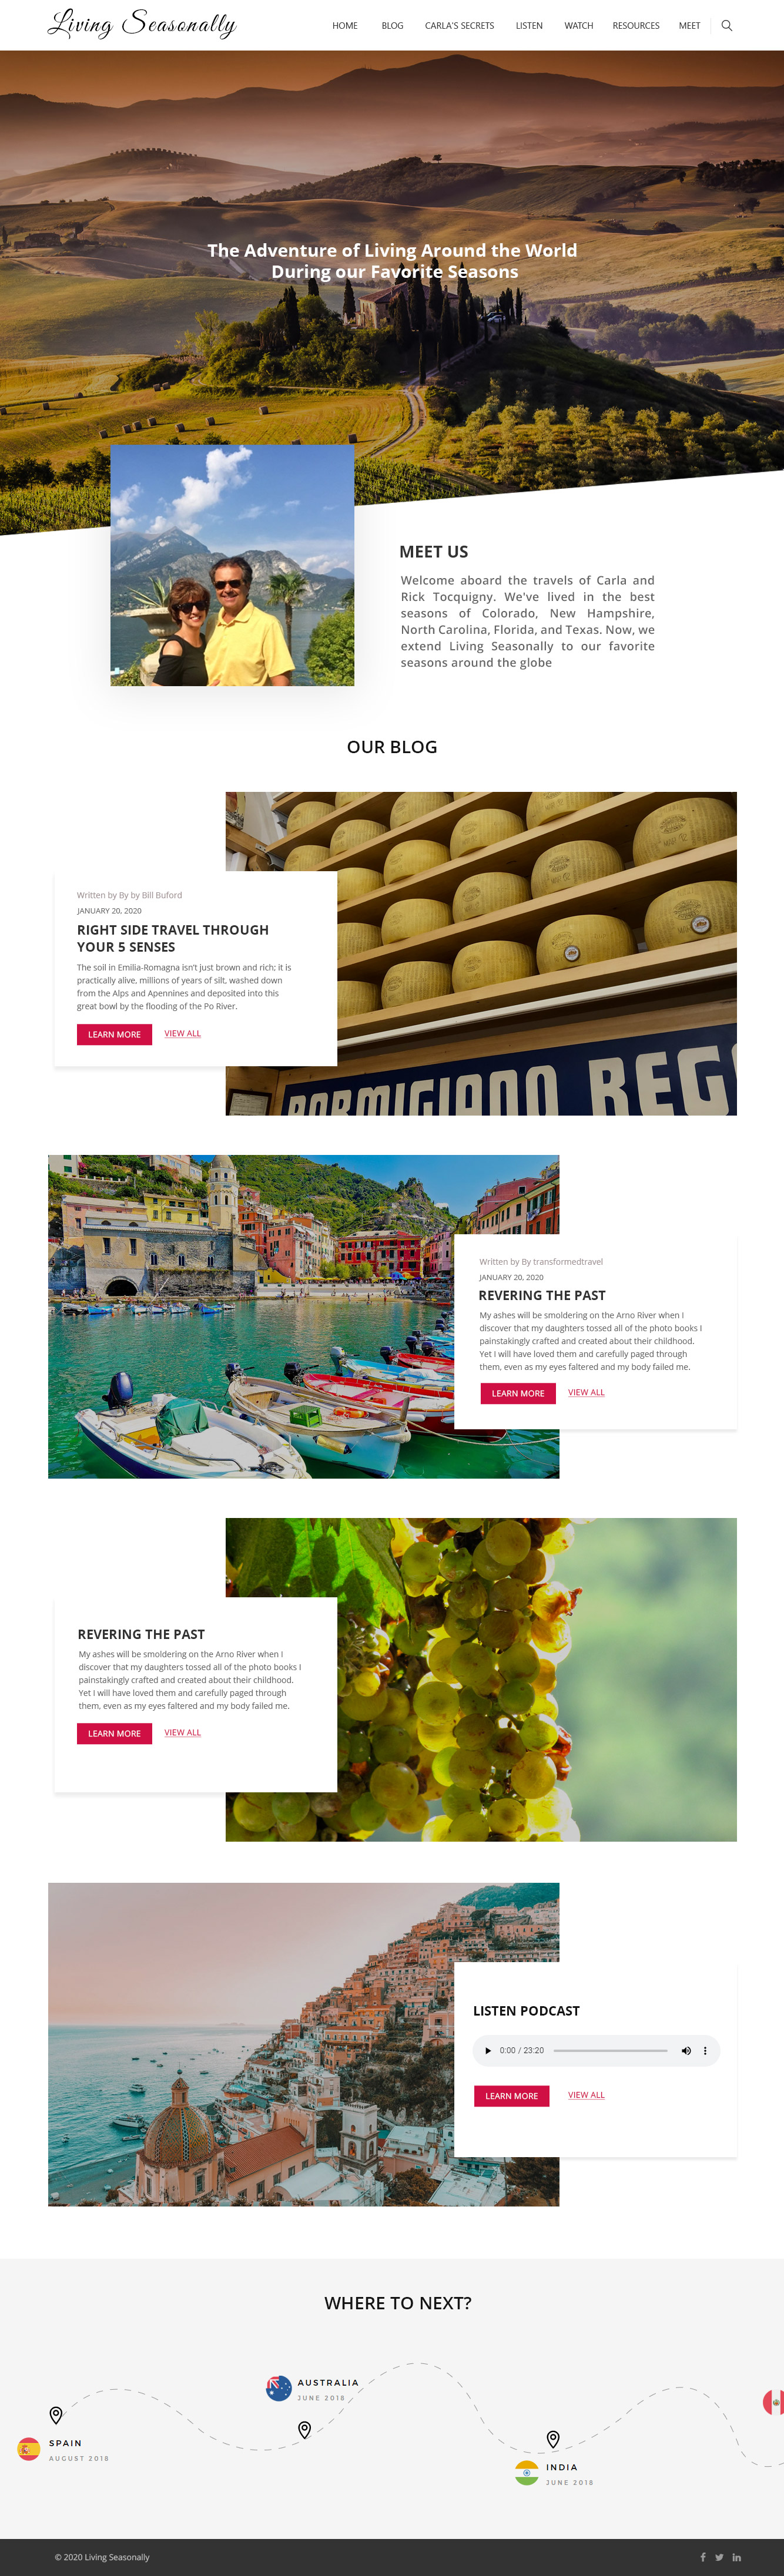 Living Seasonally
HOME BLOG CARLA'S SECRETS LISTEN WATCH RESOURCES MEET
The Adventure of Living Around the World
During our Favorite Seasons
MEET US
Welcome aboard the travels of Carla and
Rick Tocquigny. We've lived in the best
seasons of Colorado, New Hampshire,
North Carolina, Florida, and Texas. Now, we
extend Living Seasonally to our favorite
seasons around the globe
OUR BLOG
Written by By by Bill Buford
JANUARY 20, 2020
RIGHT SIDE TRAVEL THROUGH
YOUR 5 SENSES
The soil in Emilia-Romagna isn't just brown and rich; it is
practically alive, millions of years of silt, washed down
from the Alps and Apennines and deposited into this
great bowl by the flooding of the Po River.
LEARN MORE VIEW ALL
PARMIGIANO REGG
Written by By transformedtravel
JANUARY 20, 2020
REVERING THE PAST
My ashes will be smoldering on the Arno River when I
discover that my daughters tossed all of the photo books I
painstakingly crafted and created about their childhood.
Yet I will have loved them and carefully paged through
them, even as my eyes faltered and my body failed me.
LEARN MORE VIEW ALL
REVERING THE PAST
My ashes will be smoldering on the Arno River when I
discover that my daughters tossed all of the photo books I
painstakingly crafted and created about their childhood.
Yet I will have loved them and carefully paged through
them, even as my eyes faltered and my body failed me.
LEARN MORE VIEW ALL
LISTEN PODCAST
0:00 / 23:20
LEARN MORE VIEW ALL
WHERE TO NEXT?
AUSTRALIA
JUNE 2018
SPAIN
AUGUST 2018
INDIA
JUNE 2018
© 2020 Living Seasonally